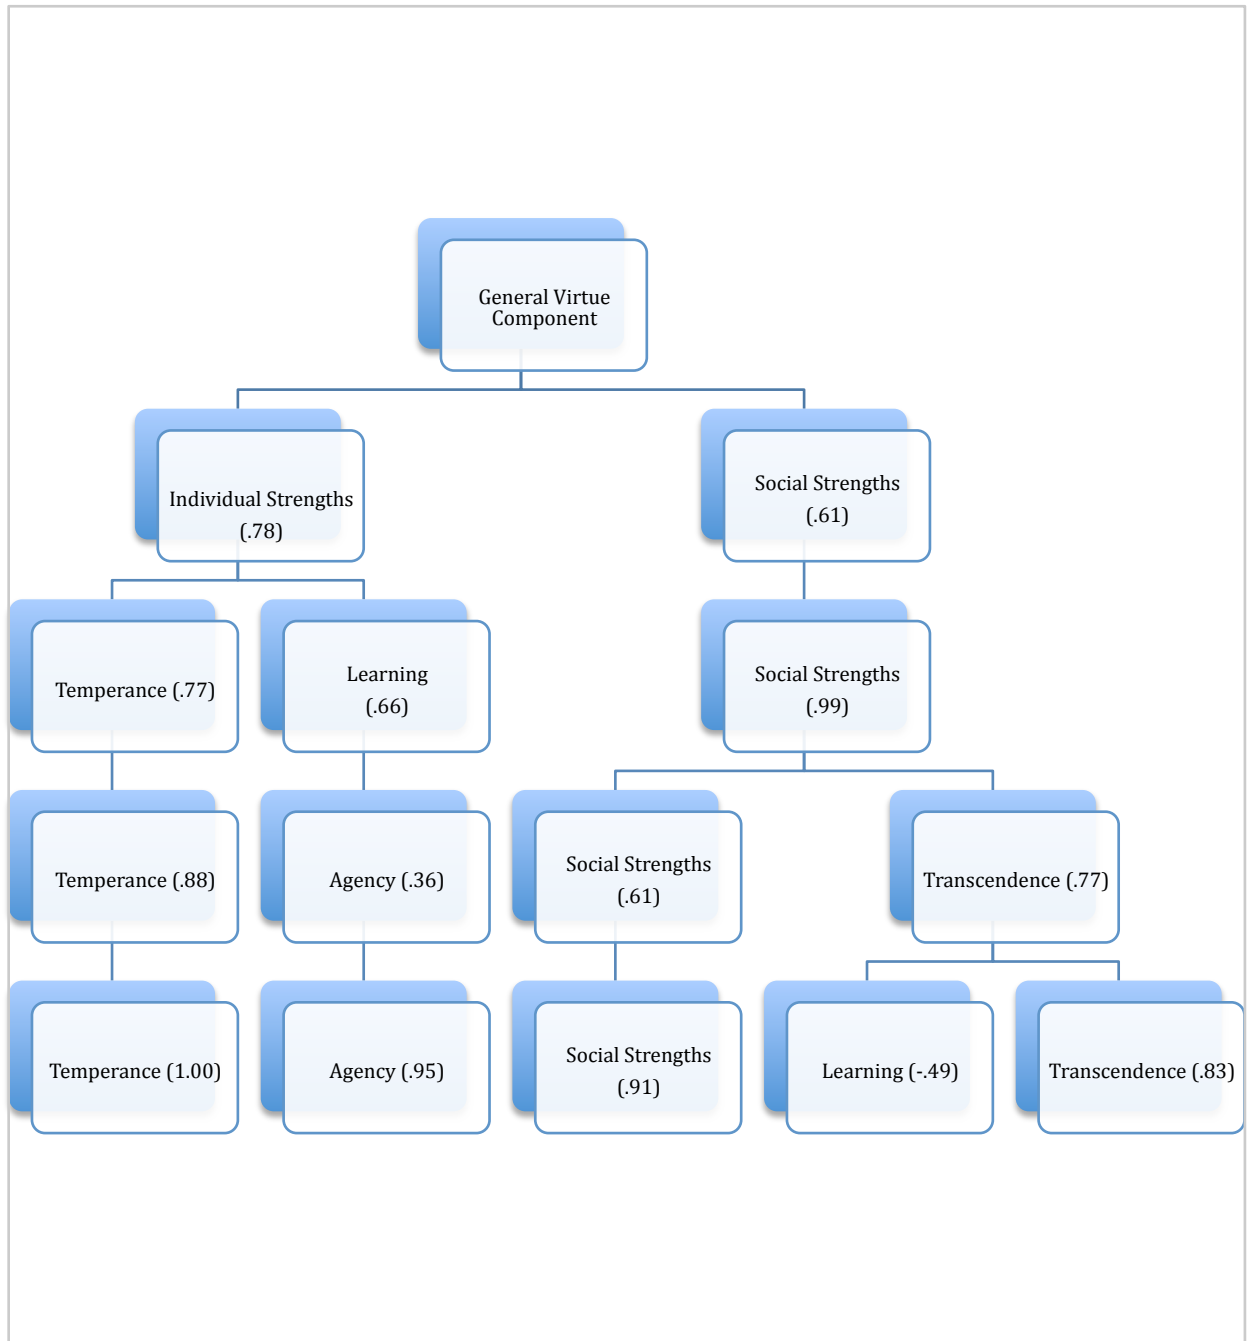 General Virtue
Component
Individual Strengths
(.78)
Social Strengths
(.61)
Temperance (.77)
Learning
(.66)
Social Strengths
(.99)
Temperance (.88)
Agency (.36)
Social Strengths
(.61)
Transcendence (.77)
Temperance (1.00)
Agency (.95)
Social Strengths
(.91)
Learning (-.49)
Transcendence (.83)